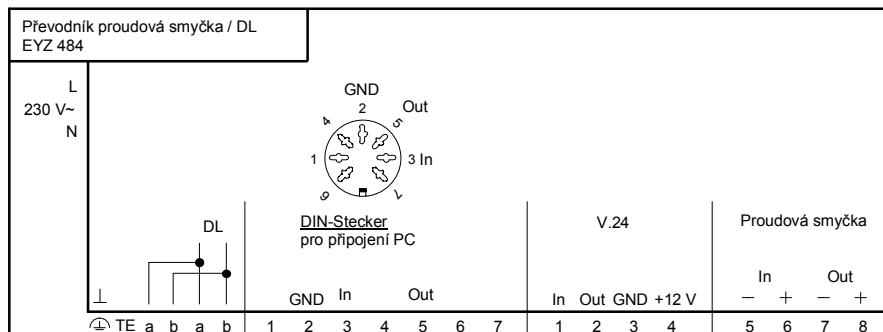 Převodník proudová smyčka / DL
EYZ 484
L
230 V~
N
GND
4 2 5 Out
1 3 In
6 7
DL
DIN-Stecker
pro připojení PC
V.24
Proudová smyčka
In Out
GND In Out
In Out GND +12 V
− + − +
TE a b a b 1 2 3 4 5 6 7 1 2 3 4 5 6 7 8